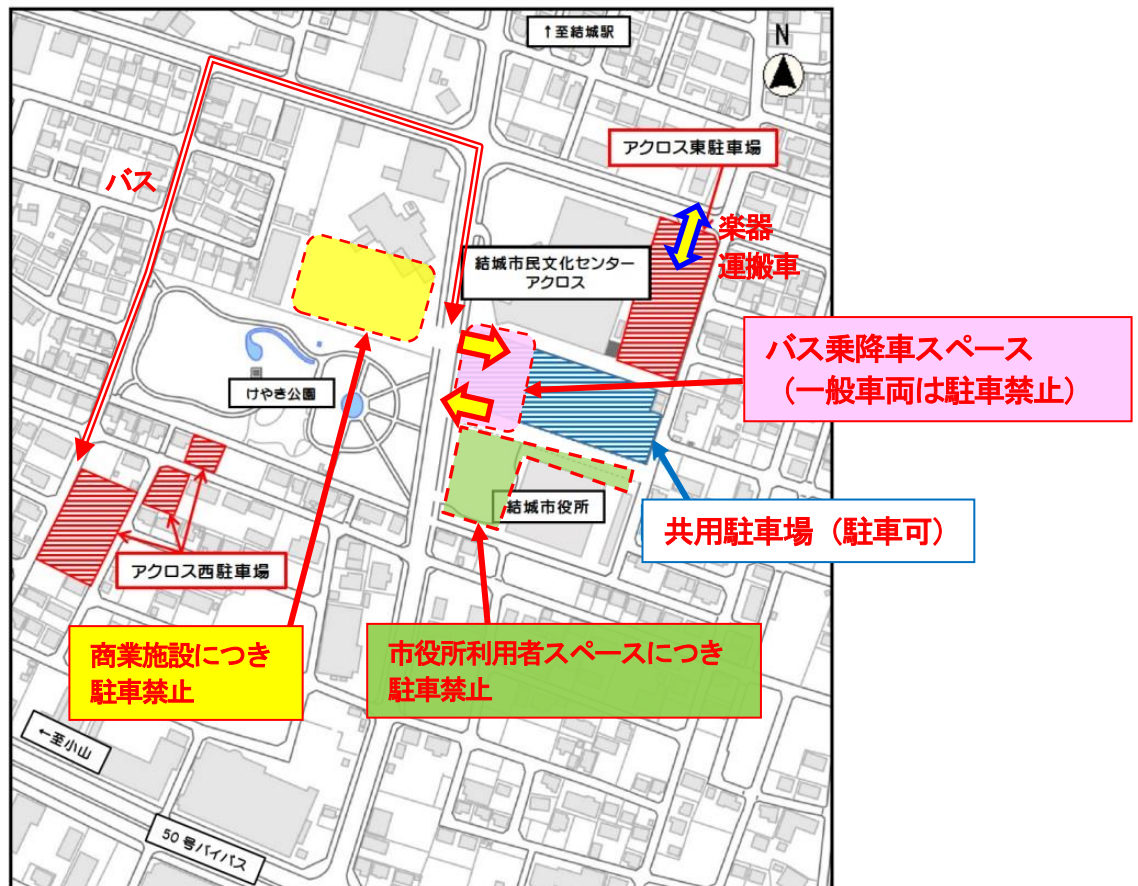 ↑至結城駅
N
アクロス東駐車場
バス
楽器
運搬車
結城市民文化センター
アクロス
バス乗降車スペース
（一般車両は駐車禁止）
けやき公園
結城市役所
共用駐車場（駐車可）
アクロス西駐車場
商業施設につき
駐車禁止
市役所利用者スペースにつき
駐車禁止
←至小山
50号バイパス